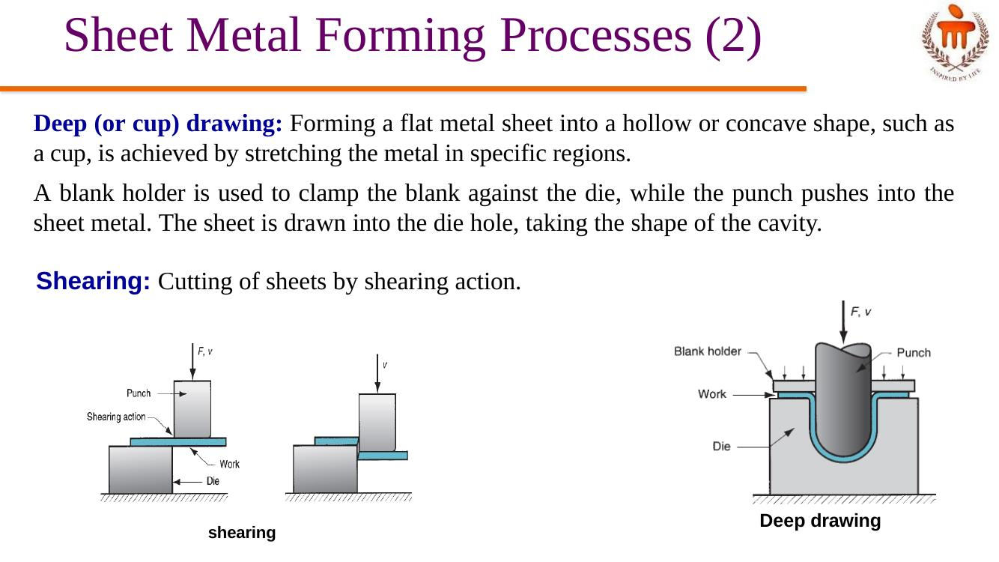 Sheet Metal Forming Processes (2)
INSPIRED BY LIFE
Deep (or cup) drawing: Forming a flat metal sheet into a hollow or concave shape, such as
a cup, is achieved by stretching the metal in specific regions.
A blank holder is used to clamp the blank against the die, while the punch pushes into the
sheet metal. The sheet is drawn into the die hole, taking the shape of the cavity.
Shearing: Cutting of sheets by shearing action.
F, v
Punch
Shearing action
Work
Die
v
shearing
F, v
Blank holder
Punch
Work
Die
Deep drawing